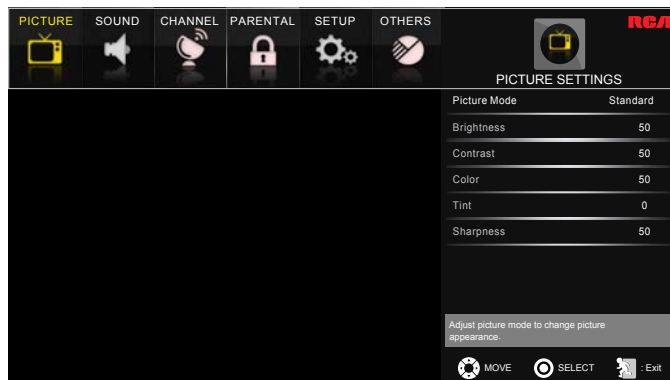 PICTURE SOUND CHANNEL PARENTAL SETUP OTHERS
RCA
PICTURE SETTINGS
Picture Mode Standard
Brightness 50
Contrast 50
Color 50
Tint 0
Sharpness 50
Adjust picture mode to change picture
appearance.
MOVE SELECT : Exit